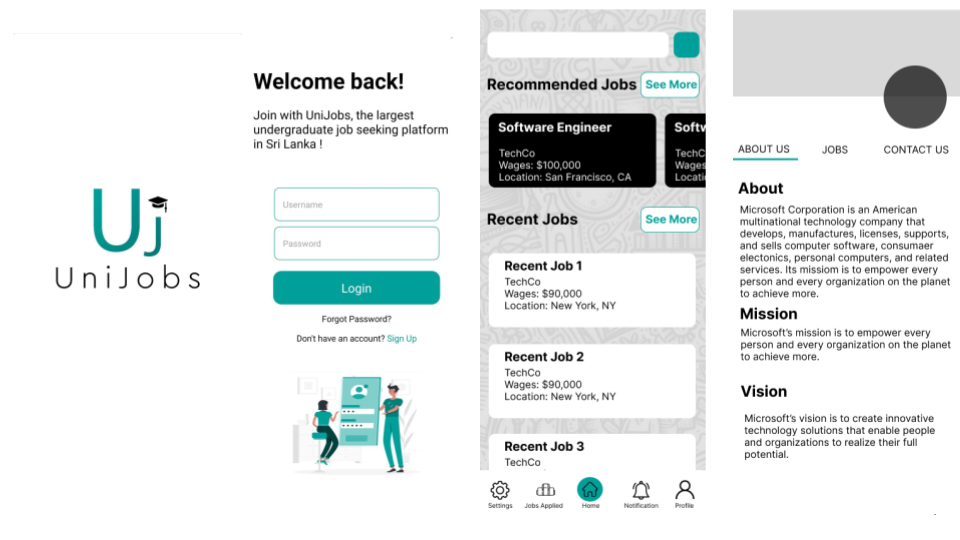 Uj
UniJobs
Welcome back!
Join with UniJobs, the largest
undergraduate job seeking platform
in Sri Lanka !
Username
Password
Login
Forgot Password?
Don't have an account? Sign Up
Recommended Jobs
See More
Software Engineer
TechCo
Wages: $100,000
Location: San Francisco, CA
Softw
TechC
Wages
Locati
Recent Jobs
See More
Recent Job 1
TechCo
Wages: $90,000
Location: New York, NY
Recent Job 2
TechCo
Wages: $90,000
Location: New York, NY
Recent Job 3
TechCo
Settings
Jobs Applied
Home
Notification
Profile
ABOUT US
JOBS
CONTACT US
About
Microsoft Corporation is an American
multinational technology company that
develops, manufactures, licenses, supports,
and sells computer software, consumaer
electonics, personal computers, and related
services. Its missiom is to empower every
person and every organization on the planet
to achieve more.
Mission
Microsoft's mission is to empower every
person and every organization on the planet
to achieve more.
Vision
Microsoft's vision is to create innovative
technology solutions that enable people
and organizations to realize their full
potential.